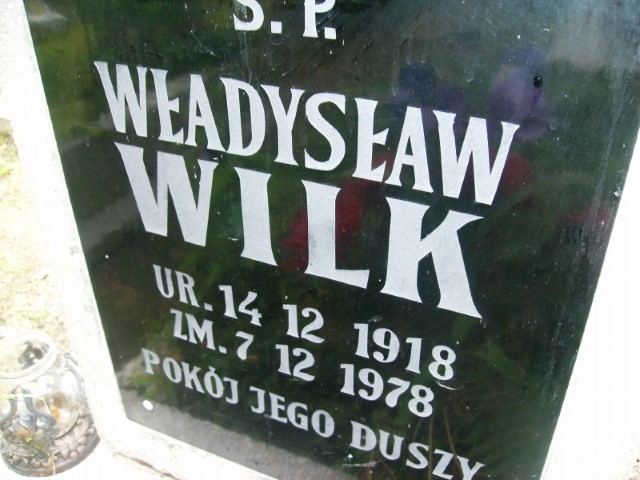 Ś.P.
WŁADYSŁAW
WILK
UR. 14 12 1918
ZM. 7 12 1978
POKÓJ JEGO DUSZY